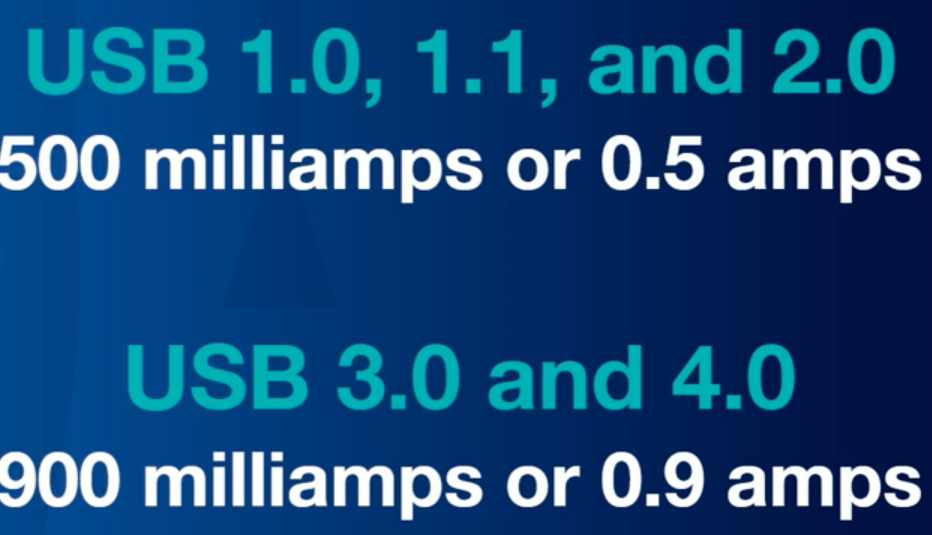 USB 1.0, 1.1, and 2.0
500 milliamps or 0.5 amps
USB 3.0 and 4.0
900 milliamps or 0.9 amps